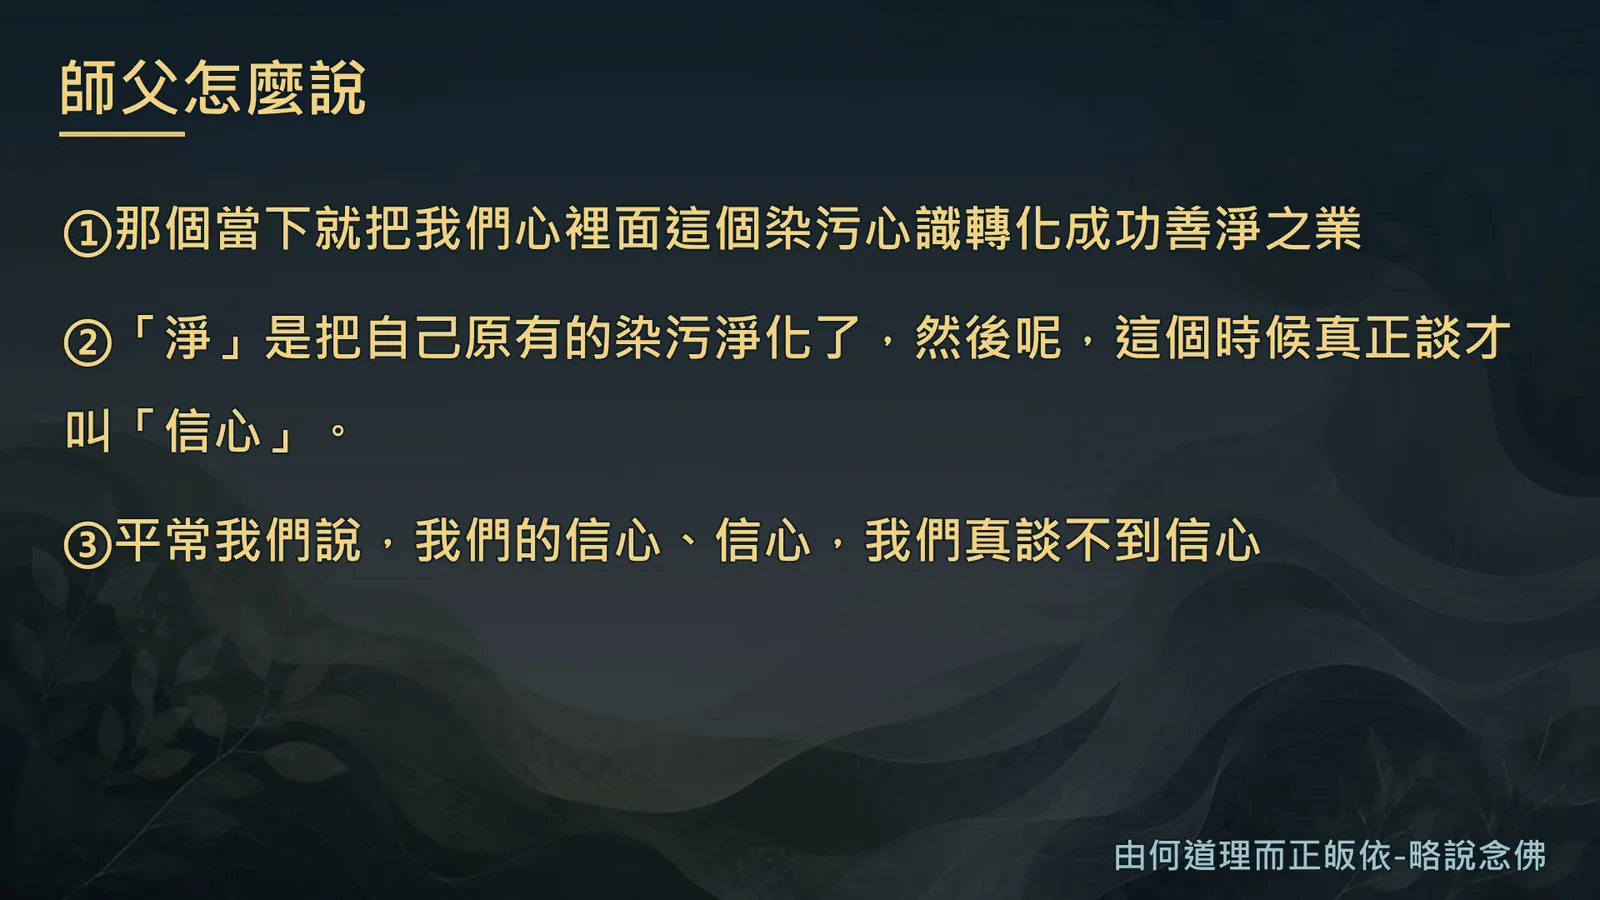 師父怎麼說
①那個當下就把我們心裡面這個染污心識轉化成功善淨之業
②「淨」是把自己原有的染污淨化了，然後呢，這個時候真正談才
叫「信心」。
③平常我們說，我們的信心、信心，我們真談不到信心
由何道理而正皈依-略說念佛